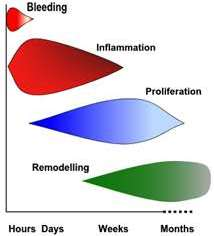 Bleeding
Inflammation
Proliferation
Remodelling
Hours Days Weeks Months